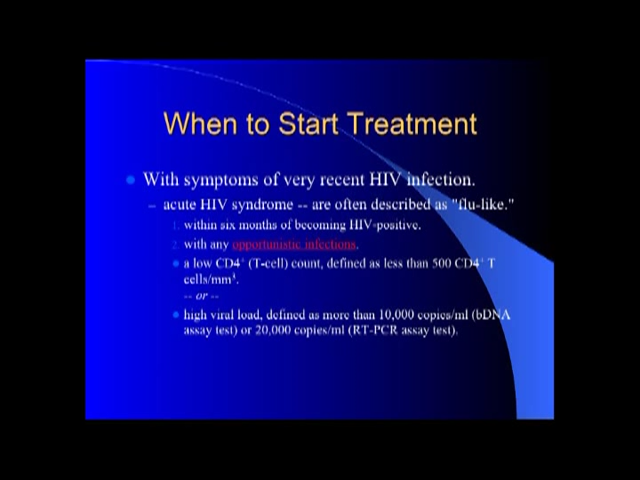 When to Start Treatment
With symptoms of very recent HIV infection.
– acute HIV syndrome -- are often described as "flu-like."
1. within six months of becoming HIV-positive.
2. with any opportunistic infections.
a low CD4⁺ (T-cell) count, defined as less than 500 CD4⁺ T
cells/mm³.
-- or --
high viral load, defined as more than 10,000 copies/ml (bDNA
assay test) or 20,000 copies/ml (RT-PCR assay test).